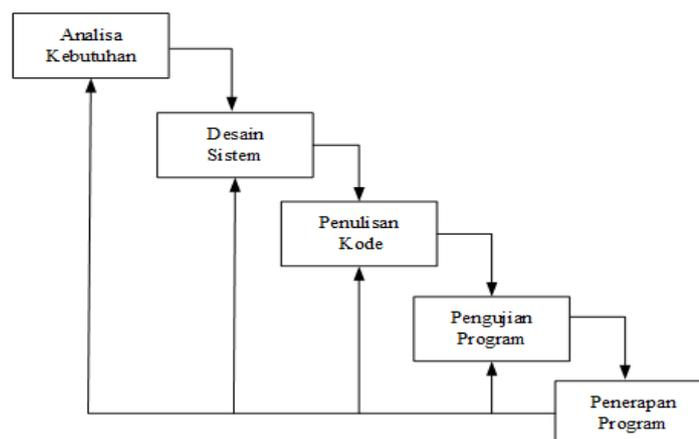 Analisa
Kebutuhan
Desain
Sistem
Penulisan
Kode
Pengujian
Program
Penerapan
Program